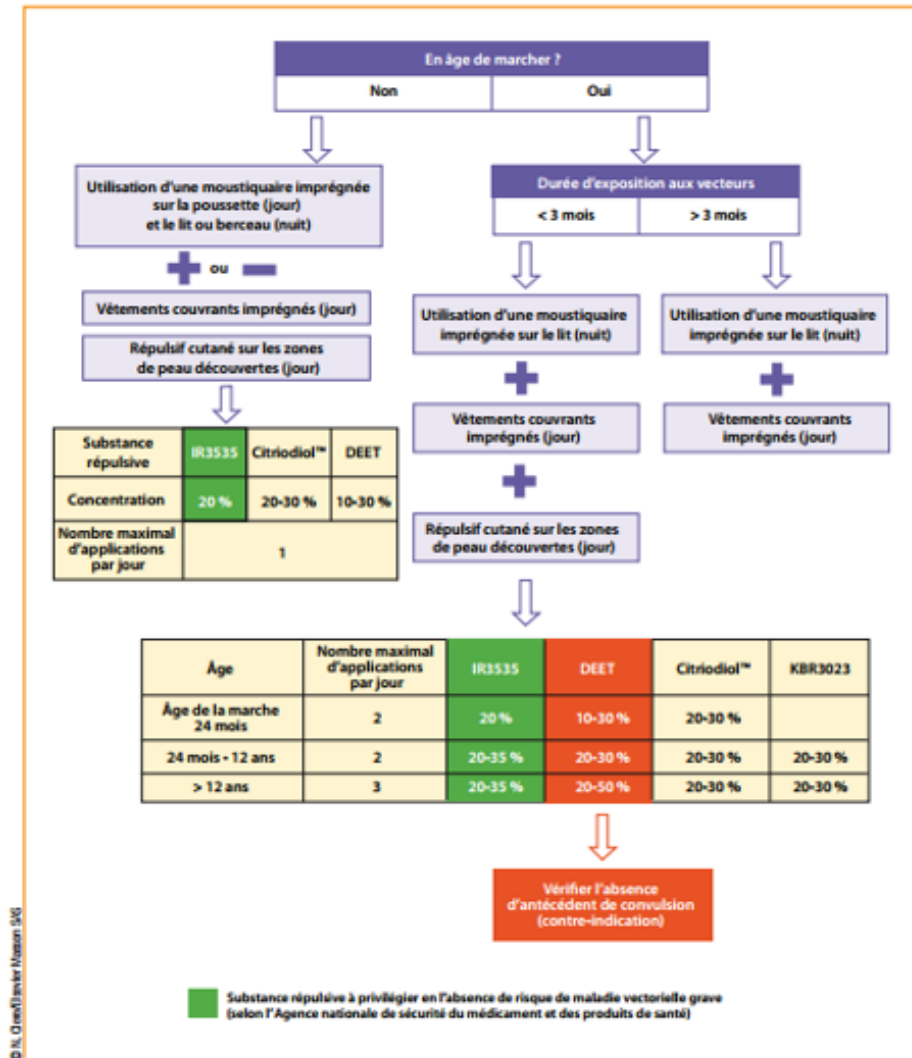 En âge de marcher ?
Non
Oui
Utilisation d'une moustiquaire imprégnée
sur la poussette (jour)
et le lit ou berceau (nuit)
ou
Vêtements couvrants imprégnés (jour)
Répulsif cutané sur les zones
de peau découvertes (jour)
Substance
répulsive
IR3535
Citriodiol™
DEET
Concentration
20 %
20-30 %
10-30 %
Nombre maximal
d'applications
par jour
1
Durée d'exposition aux vecteurs
< 3 mois
> 3 mois
Utilisation d'une moustiquaire
imprégnée sur le lit (nuit)
Vêtements couvrants
imprégnés (jour)
Répulsif cutané sur les zones
de peau découvertes (jour)
Utilisation d'une moustiquaire
imprégnée sur le lit (nuit)
Vêtements couvrants
imprégnés (jour)
Âge
Nombre maximal
d'applications
par jour
IR3535
DEET
Citriodiol™
KBR3023
Âge de la marche
24 mois
2
20 %
10-30 %
20-30 %
24 mois - 12 ans
2
20-35 %
20-30 %
20-30 %
20-30 %
> 12 ans
3
20-35 %
20-50 %
20-30 %
20-30 %
Vérifier l'absence
d'antécédent de convulsion
(contre-indication)
Substance répulsive à privilégier en l'absence de risque de maladie vectorielle grave
(selon l'Agence nationale de sécurité du médicament et des produits de santé)
Masson SAS